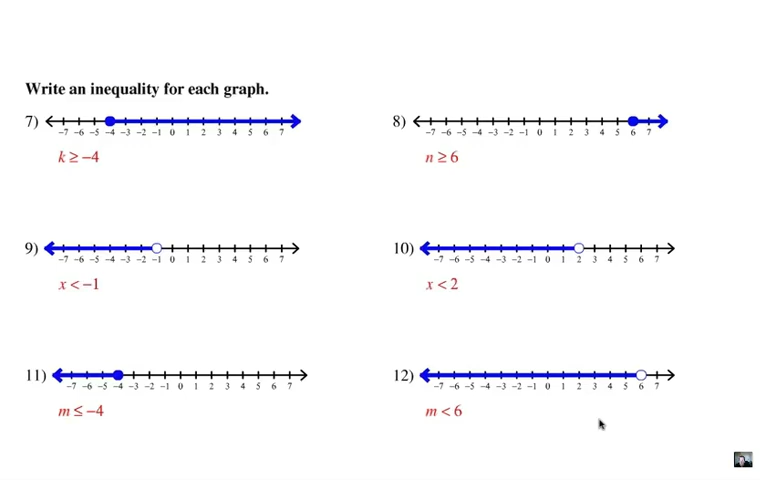 Write an inequality for each graph.
7)
−7 −6 −5 −4 −3 −2 −1 0 1 2 3 4 5 6 7
k ≥ −4
8)
−7 −6 −5 −4 −3 −2 −1 0 1 2 3 4 5 6 7
n ≥ 6
9)
−7 −6 −5 −4 −3 −2 −1 0 1 2 3 4 5 6 7
x < −1
10)
−7 −6 −5 −4 −3 −2 −1 0 1 2 3 4 5 6 7
x < 2
11)
−7 −6 −5 −4 −3 −2 −1 0 1 2 3 4 5 6 7
m ≤ −4
12)
−7 −6 −5 −4 −3 −2 −1 0 1 2 3 4 5 6 7
m < 6